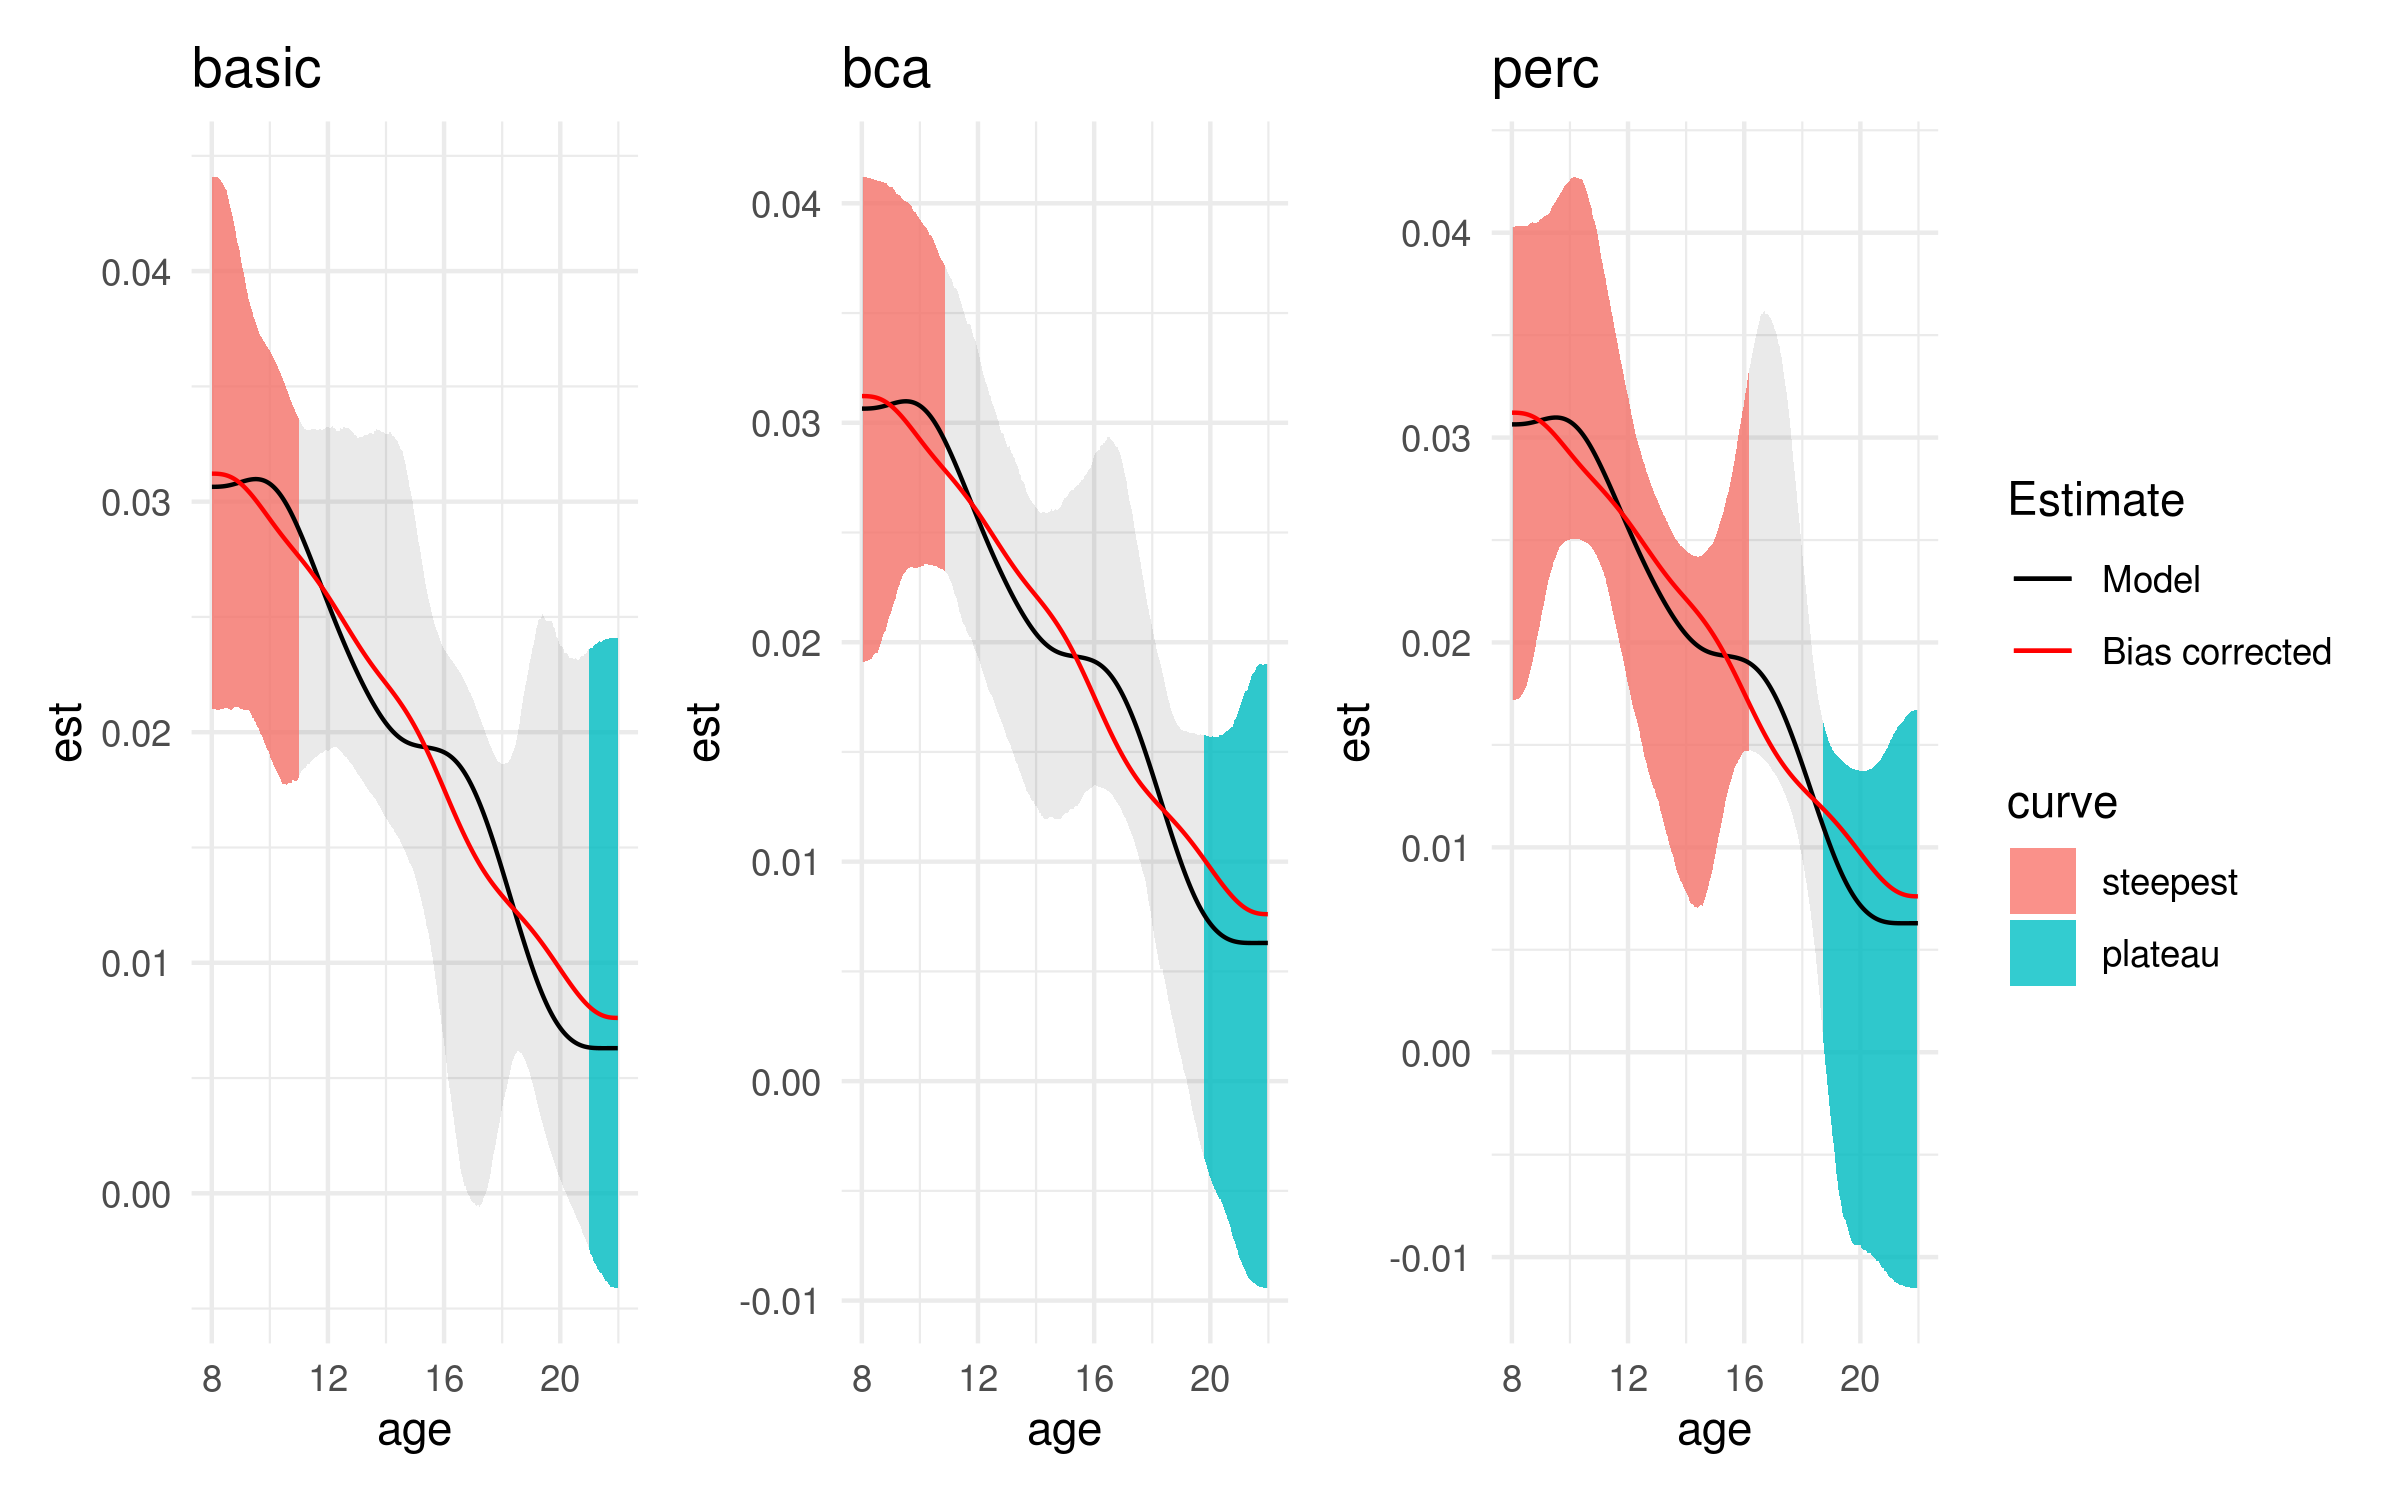 basic
bca
perc
0.04
0.03
0.02
0.01
0.00
est
8 12 16 20
age
0.04
0.03
0.02
0.01
0.00
-0.01
est
8 12 16 20
age
0.04
0.03
0.02
0.01
0.00
-0.01
est
8 12 16 20
age
Estimate
Model
Bias corrected
curve
steepest
plateau